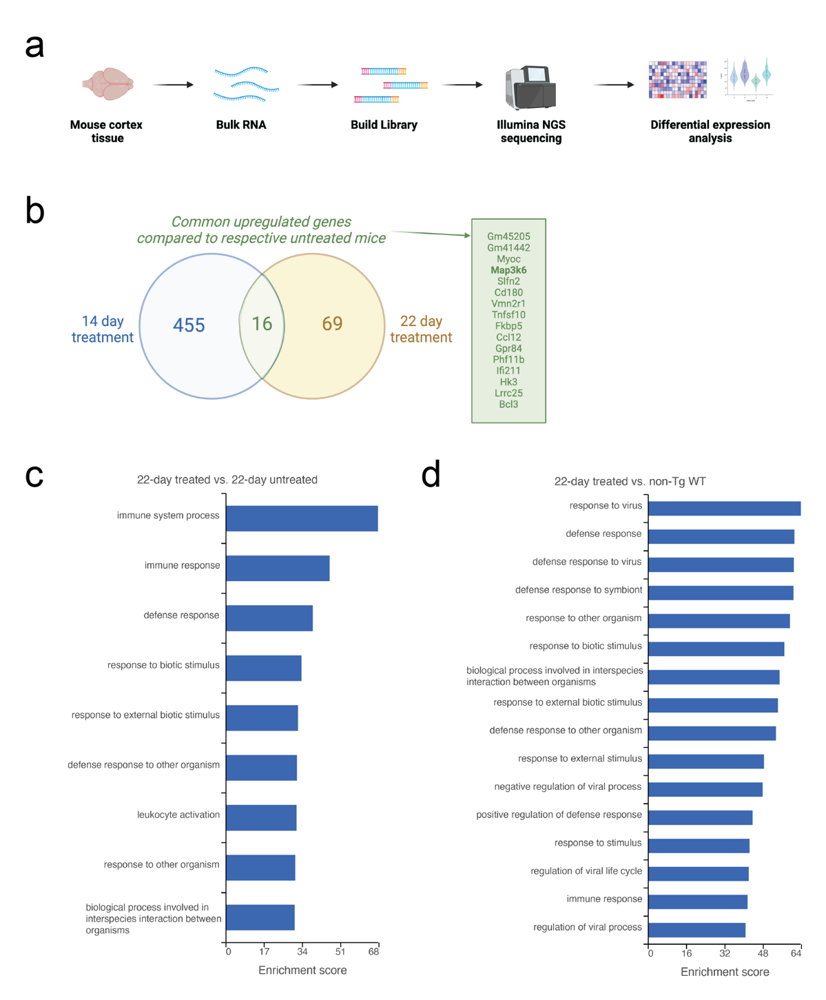 a
Mouse cortex
tissue
Bulk RNA
Build Library
Illumina NGS
sequencing
Differential expression
analysis
b
Common upregulated genes
compared to respective untreated mice
14 day
treatment
455
16
69
22 day
treatment
Gm45205
Gm41442
Myoc
Map3k6
Slfn2
Cd180
Vmn2r1
Tnfsf10
Fkbp5
Ccl12
Gpr84
Phf11b
Ifi211
Hk3
Lrrc25
Bcl3
c
22-day treated vs. 22-day untreated
immune system process
immune response
defense response
response to biotic stimulus
response to external biotic stimulus
defense response to other organism
leukocyte activation
response to other organism
biological process involved in
interspecies interaction between
organisms
0 17 34 51 68
Enrichment score
d
22-day treated vs. non-Tg WT
response to virus
defense response
defense response to virus
defense response to symbiont
response to other organism
response to biotic stimulus
biological process involved in interspecies
interaction between organisms
response to external biotic stimulus
defense response to other organism
response to external stimulus
negative regulation of viral process
positive regulation of defense response
response to stimulus
regulation of viral life cycle
immune response
regulation of viral process
0 16 32 48 64
Enrichment score